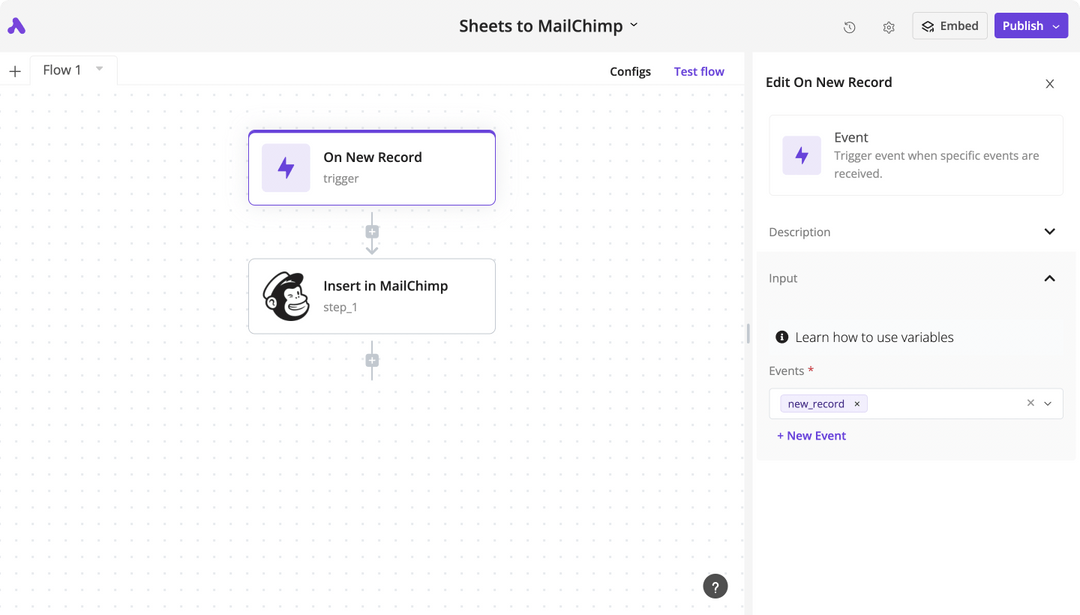 Sheets to MailChimp
Embed
Publish
Flow 1
Configs
Test flow
On New Record
trigger
Insert in MailChimp
step_1
Edit On New Record
Event
Trigger event when specific events are
received.
Description
Input
Learn how to use variables
Events *
new_record ×
+ New Event
?